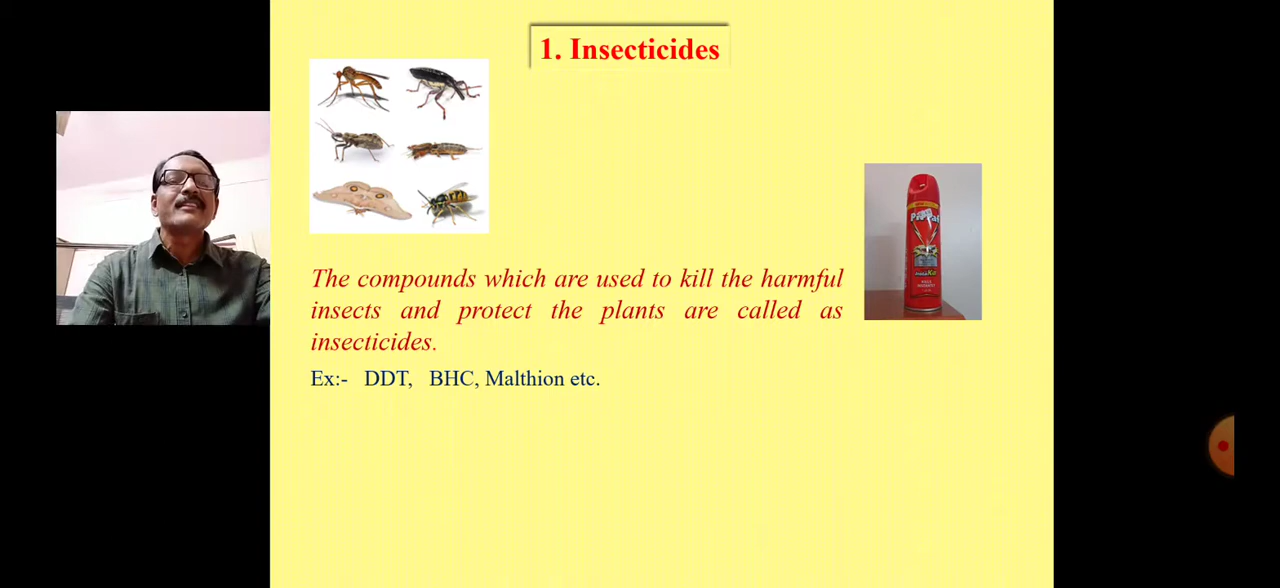 1. Insecticides
The compounds which are used to kill the harmful
insects and protect the plants are called as
insecticides.
Ex:- DDT, BHC, Malthion etc.